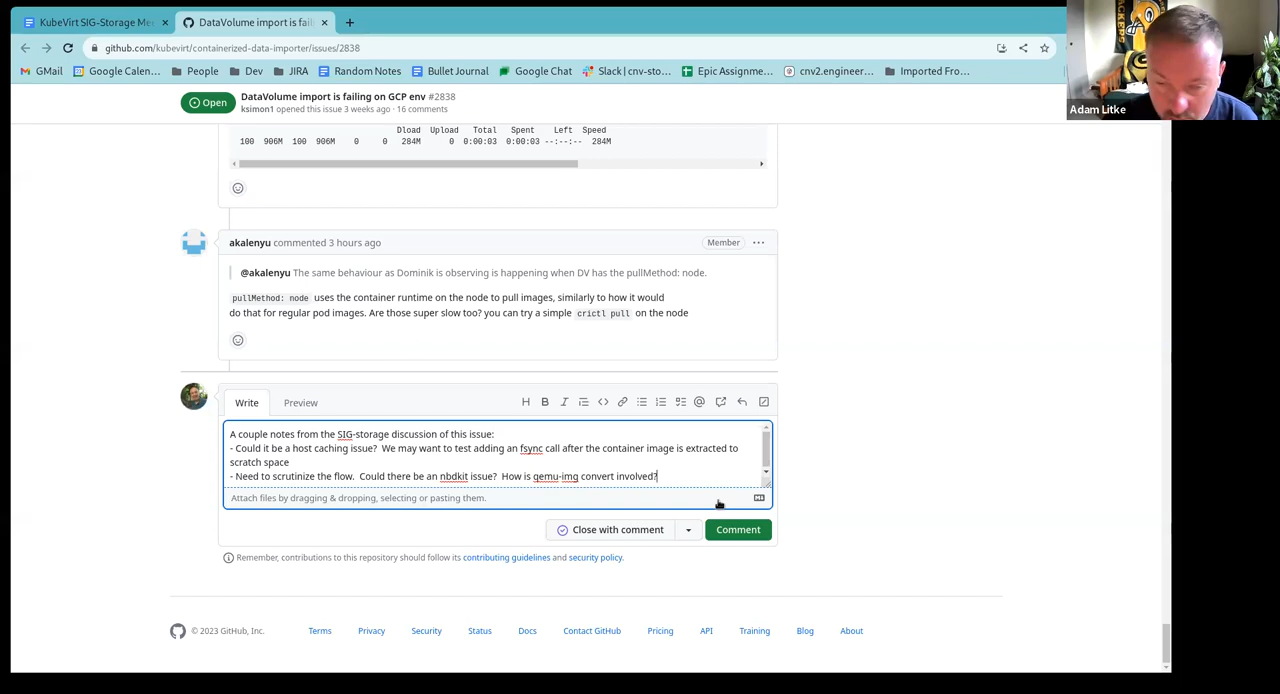 KubeVirt SIG-Storage Me
DataVolume import is fail
github.com/kubevirt/containerized-data-importer/issues/2838
GMail
Google Calen...
People
Dev
JIRA
Random Notes
Bullet Journal
Google Chat
Slack | cnv-sto...
Epic Assignme...
cnv2.engineer...
Imported Fro...
PACKERS
Adam Litke
Open
DataVolume import is failing on GCP env #2838
ksimon1 opened this issue 3 weeks ago · 16 comments
Dload Upload Total Spent Left Speed
100 906M 100 906M 0 0 284M 0 0:00:03 0:00:03 --:--:-- 284M
akalenyu commented 3 hours ago
Member
@akalenyu The same behaviour as Dominik is observing is happening when DV has the pullMethod: node.
pullMethod: node uses the container runtime on the node to pull images, similarly to how it would
do that for regular pod images. Are those super slow too? you can try a simple crictl pull on the node
Write
Preview
A couple notes from the SIG-storage discussion of this issue:
- Could it be a host caching issue?  We may want to test adding an fsync call after the container image is extracted to
scratch space
- Need to scrutinize the flow.  Could there be an nbdkit issue?  How is qemu-img convert involved?
Attach files by dragging & dropping, selecting or pasting them.
Close with comment
Comment
Remember, contributions to this repository should follow its contributing guidelines and security policy.
© 2023 GitHub, Inc.
Terms
Privacy
Security
Status
Docs
Contact GitHub
Pricing
API
Training
Blog
About